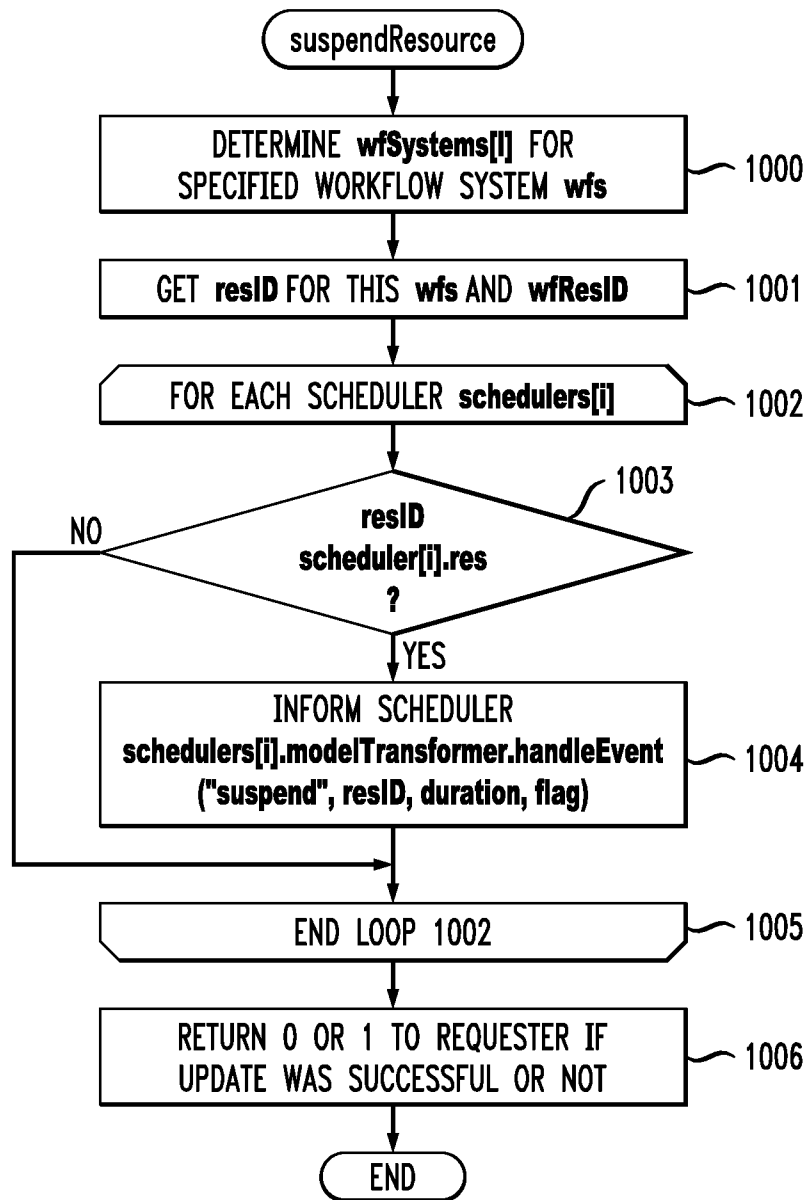 suspendResource
DETERMINE wfSystems[I] FOR
SPECIFIED WORKFLOW SYSTEM wfs
1000
GET resID FOR THIS wfs AND wfResID
1001
FOR EACH SCHEDULER schedulers[i]
1002
1003
NO
resID
scheduler[i].res
?
YES
INFORM SCHEDULER
schedulers[i].modelTransformer.handleEvent
("suspend", resID, duration, flag)
1004
END LOOP 1002
1005
RETURN 0 OR 1 TO REQUESTER IF
UPDATE WAS SUCCESSFUL OR NOT
1006
END